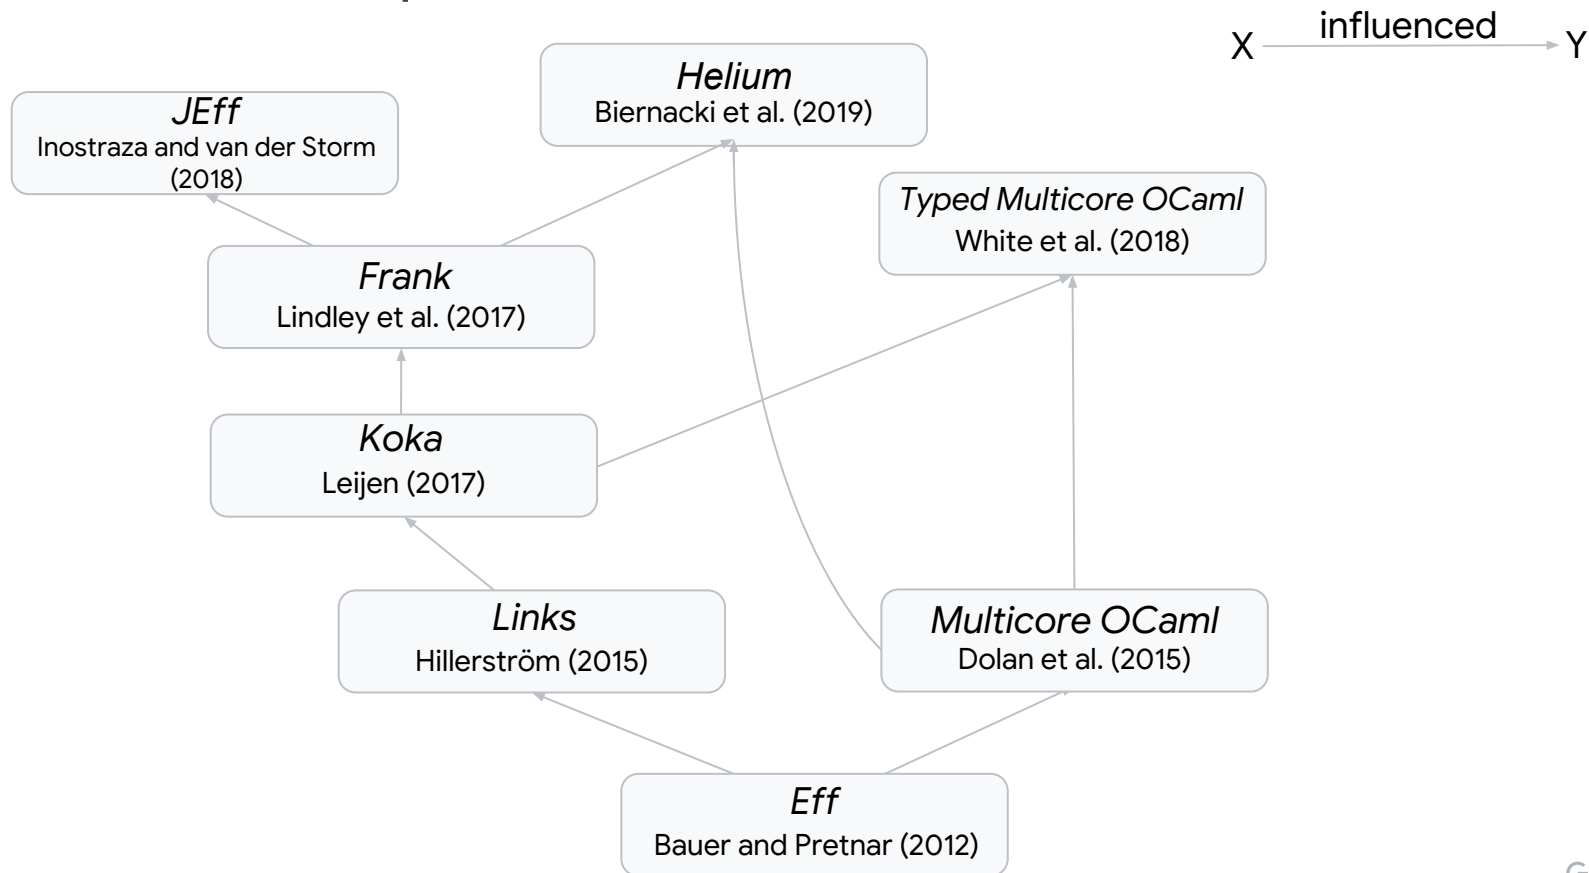 influenced
X
Y
Helium
Biernacki et al. (2019)
JEff
Inostraza and van der Storm
(2018)
Typed Multicore OCaml
White et al. (2018)
Frank
Lindley et al. (2017)
Koka
Leijen (2017)
Links
Hillerström (2015)
Multicore OCaml
Dolan et al. (2015)
Eff
Bauer and Pretnar (2012)